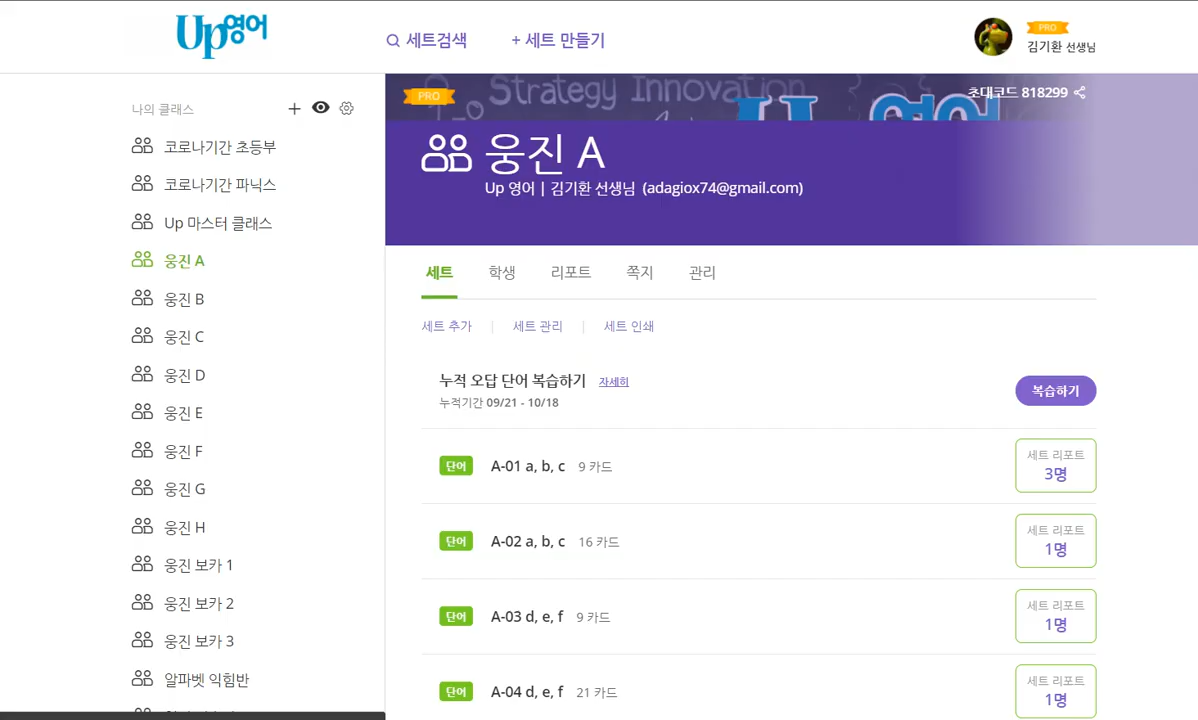 Up영어
세트검색
+ 세트 만들기
PRO
김기환 선생님
나의 클래스
코로나기간 초등부
코로나기간 파닉스
Up 마스터 클래스
웅진 A
웅진 B
웅진 C
웅진 D
웅진 E
웅진 F
웅진 G
웅진 H
웅진 보카 1
웅진 보카 2
웅진 보카 3
알파벳 익힘반
PRO
Strategy Innovation
초대코드 818299
웅진 A
Up 영어 | 김기환 선생님 (adagiox74@gmail.com)
세트 학생 리포트 쪽지 관리
세트 추가 | 세트 관리 | 세트 인쇄
누적 오답 단어 복습하기 자세히
누적기간 09/21 - 10/18
복습하기
단어 A-01 a, b, c 9 카드
세트 리포트
3명
단어 A-02 a, b, c 16 카드
세트 리포트
1명
단어 A-03 d, e, f 9 카드
세트 리포트
1명
단어 A-04 d, e, f 21 카드
세트 리포트
1명